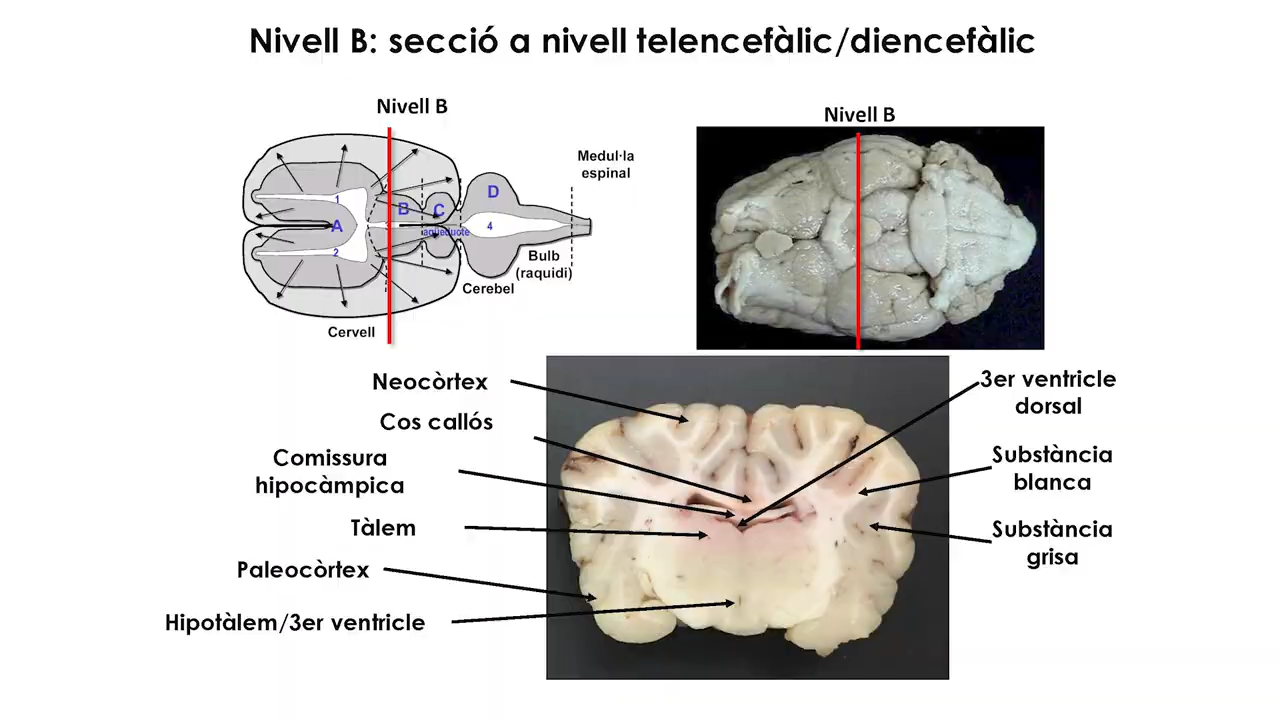 Nivell B: secció a nivell telencefàlic/diencefàlic
Nivell B
Medul·la
espinal
D
1
B
C
A
aqueducte
4
2
Bulb
(raquidi)
Cerebel
Cervell
Nivell B
Neocòrtex
Cos callós
Comissura
hipocàmpica
Tàlem
Paleocòrtex
Hipotàlem/3er ventricle
3er ventricle
dorsal
Substància
blanca
Substància
grisa